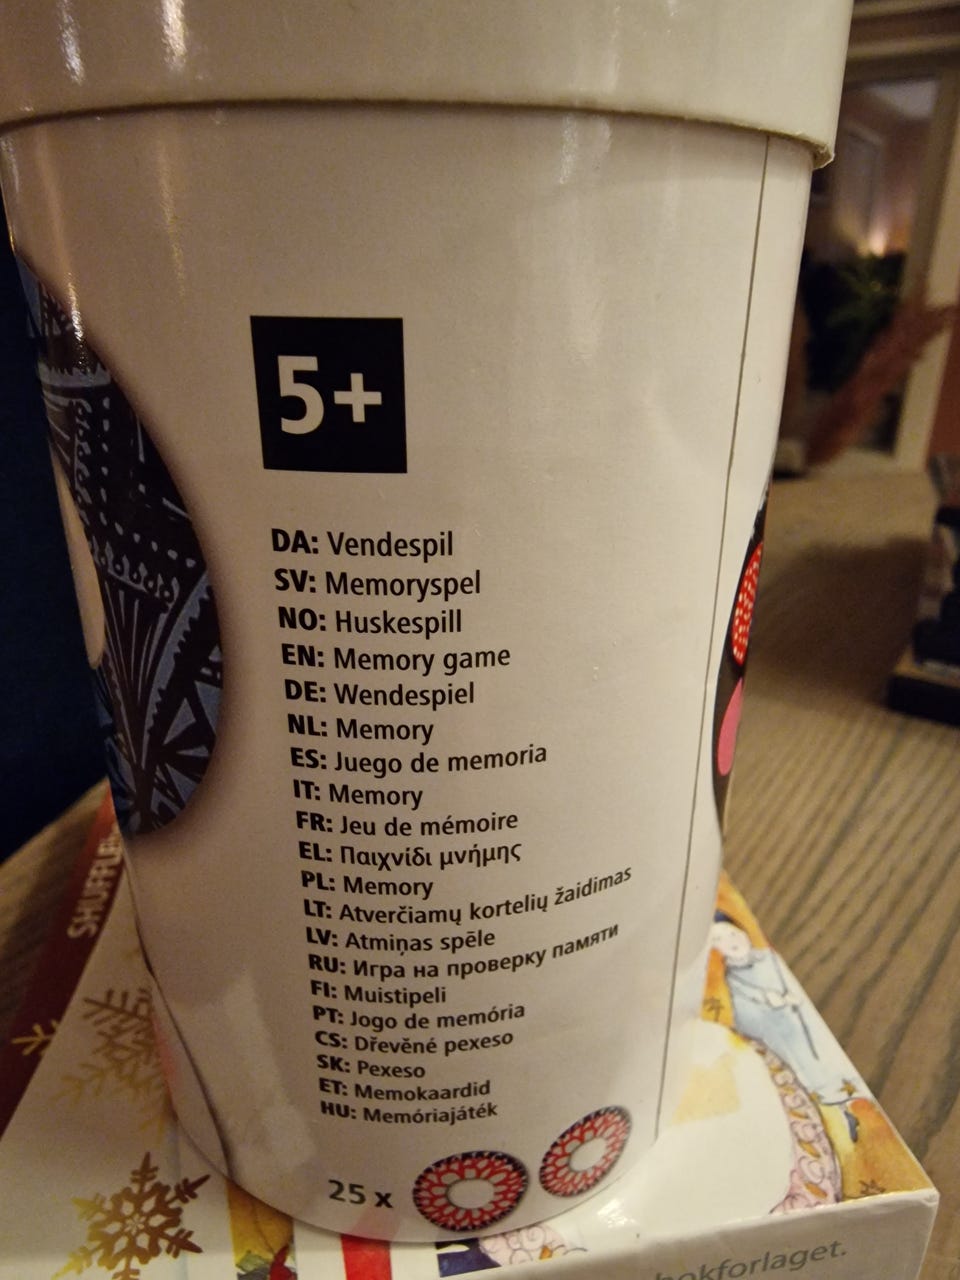 5+
DA: Vendespil
SV: Memoryspel
NO: Huskespill
EN: Memory game
DE: Wendespiel
NL: Memory
ES: Juego de memoria
IT: Memory
FR: Jeu de mémoire
EL: Παιχνίδι μνήμης
PL: Memory
LT: Atverčiamų kortelių žaidimas
LV: Atmiņas spēle
RU: Игра на проверку памяти
FI: Muistipeli
PT: Jogo de memória
CS: Dřevěné pexeso
SK: Pexeso
ET: Memokaardid
HU: Memóriajáték
25 x